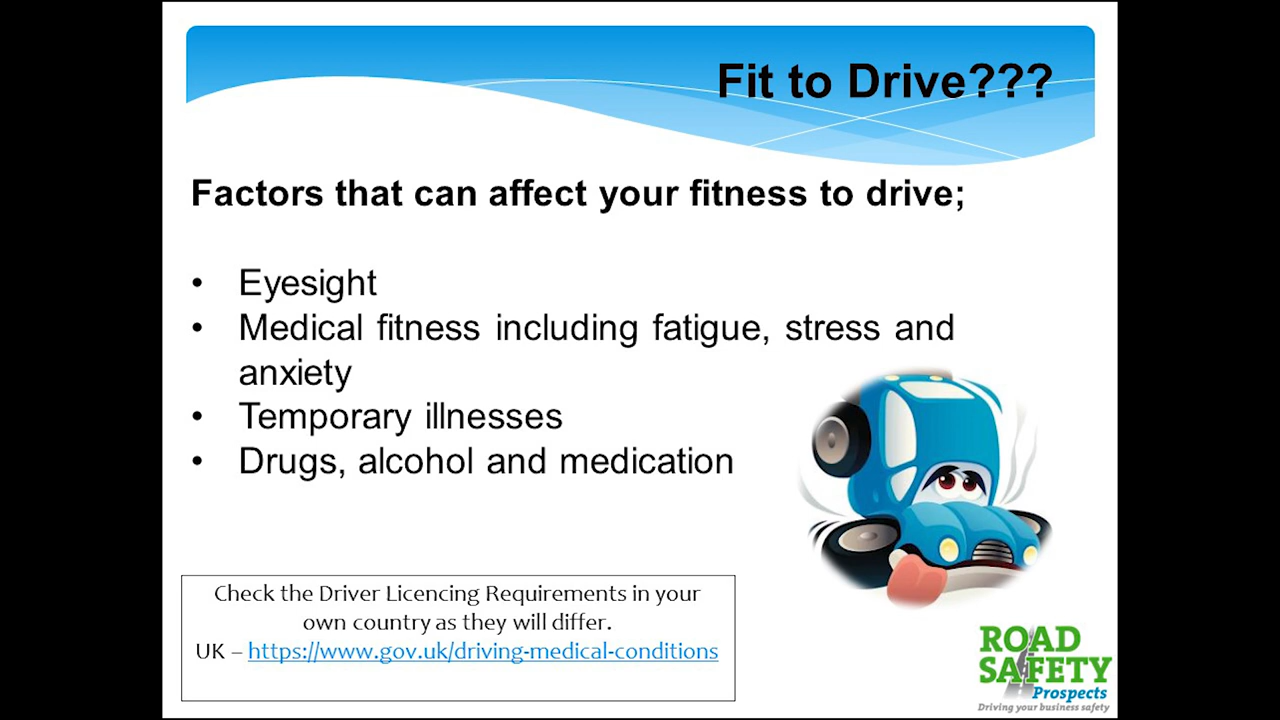 Fit to Drive???
Factors that can affect your fitness to drive;
• Eyesight
• Medical fitness including fatigue, stress and
anxiety
• Temporary illnesses
• Drugs, alcohol and medication
Check the Driver Licencing Requirements in your
own country as they will differ.
UK – https://www.gov.uk/driving-medical-conditions
ROAD
SAFETY
Prospects
Driving your business safety